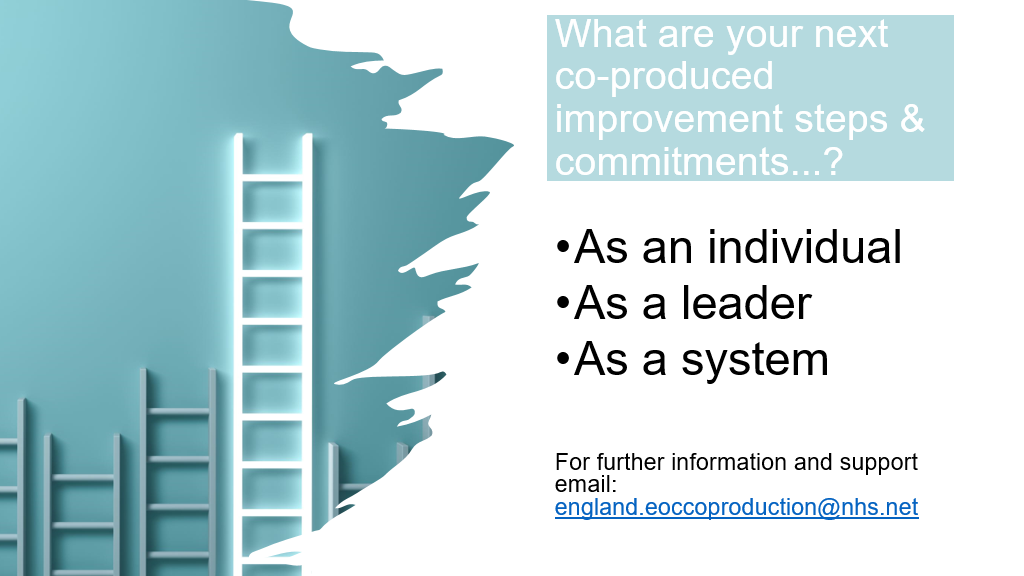 What are your next
co-produced
improvement steps &
commitments...?
•As an individual
•As a leader
•As a system
For further information and support
email:
england.eoccoproduction@nhs.net